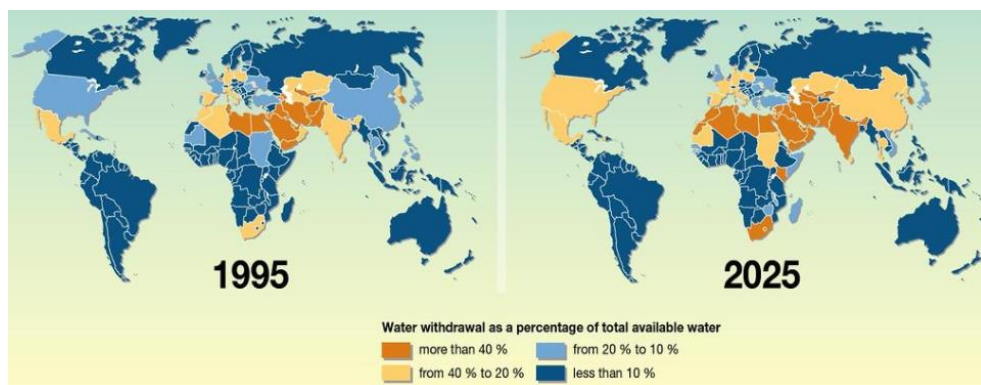 1995
2025
Water withdrawal as a percentage of total available water
more than 40 %
from 20 % to 10 %
from 40 % to 20 %
less than 10 %